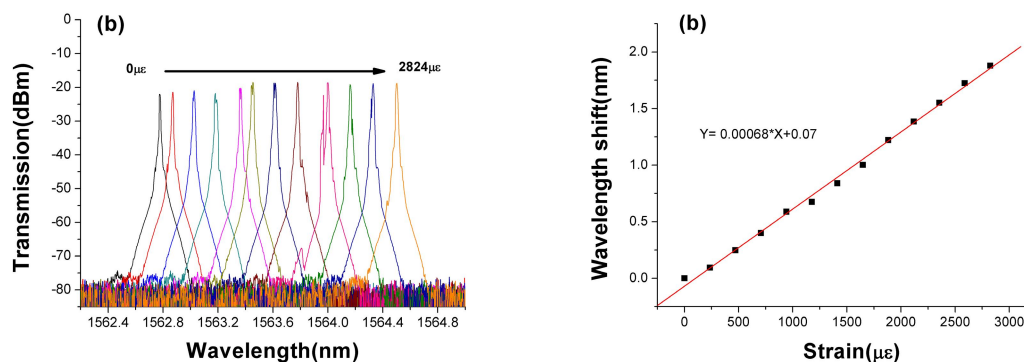 (b)
0
-10
-20
-30
-40
-50
-60
-70
-80
Transmission(dBm)
0με
2824με
1562.4 1562.8 1563.2 1563.6 1564.0 1564.4 1564.8
Wavelength(nm)
(b)
2.0
1.5
1.0
0.5
0.0
Wavelength shift(nm)
Y= 0.00068*X+0.07
0 500 1000 1500 2000 2500 3000
Strain(με)